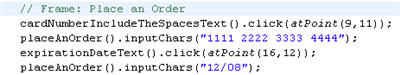 // Frame: Place an Order
cardNumberIncludeTheSpacesText().click(atPoint(9,11));
placeAnOrder().inputChars("1111 2222 3333 4444");
expirationDateText().click(atPoint(16,12));
placeAnOrder().inputChars("12/08");